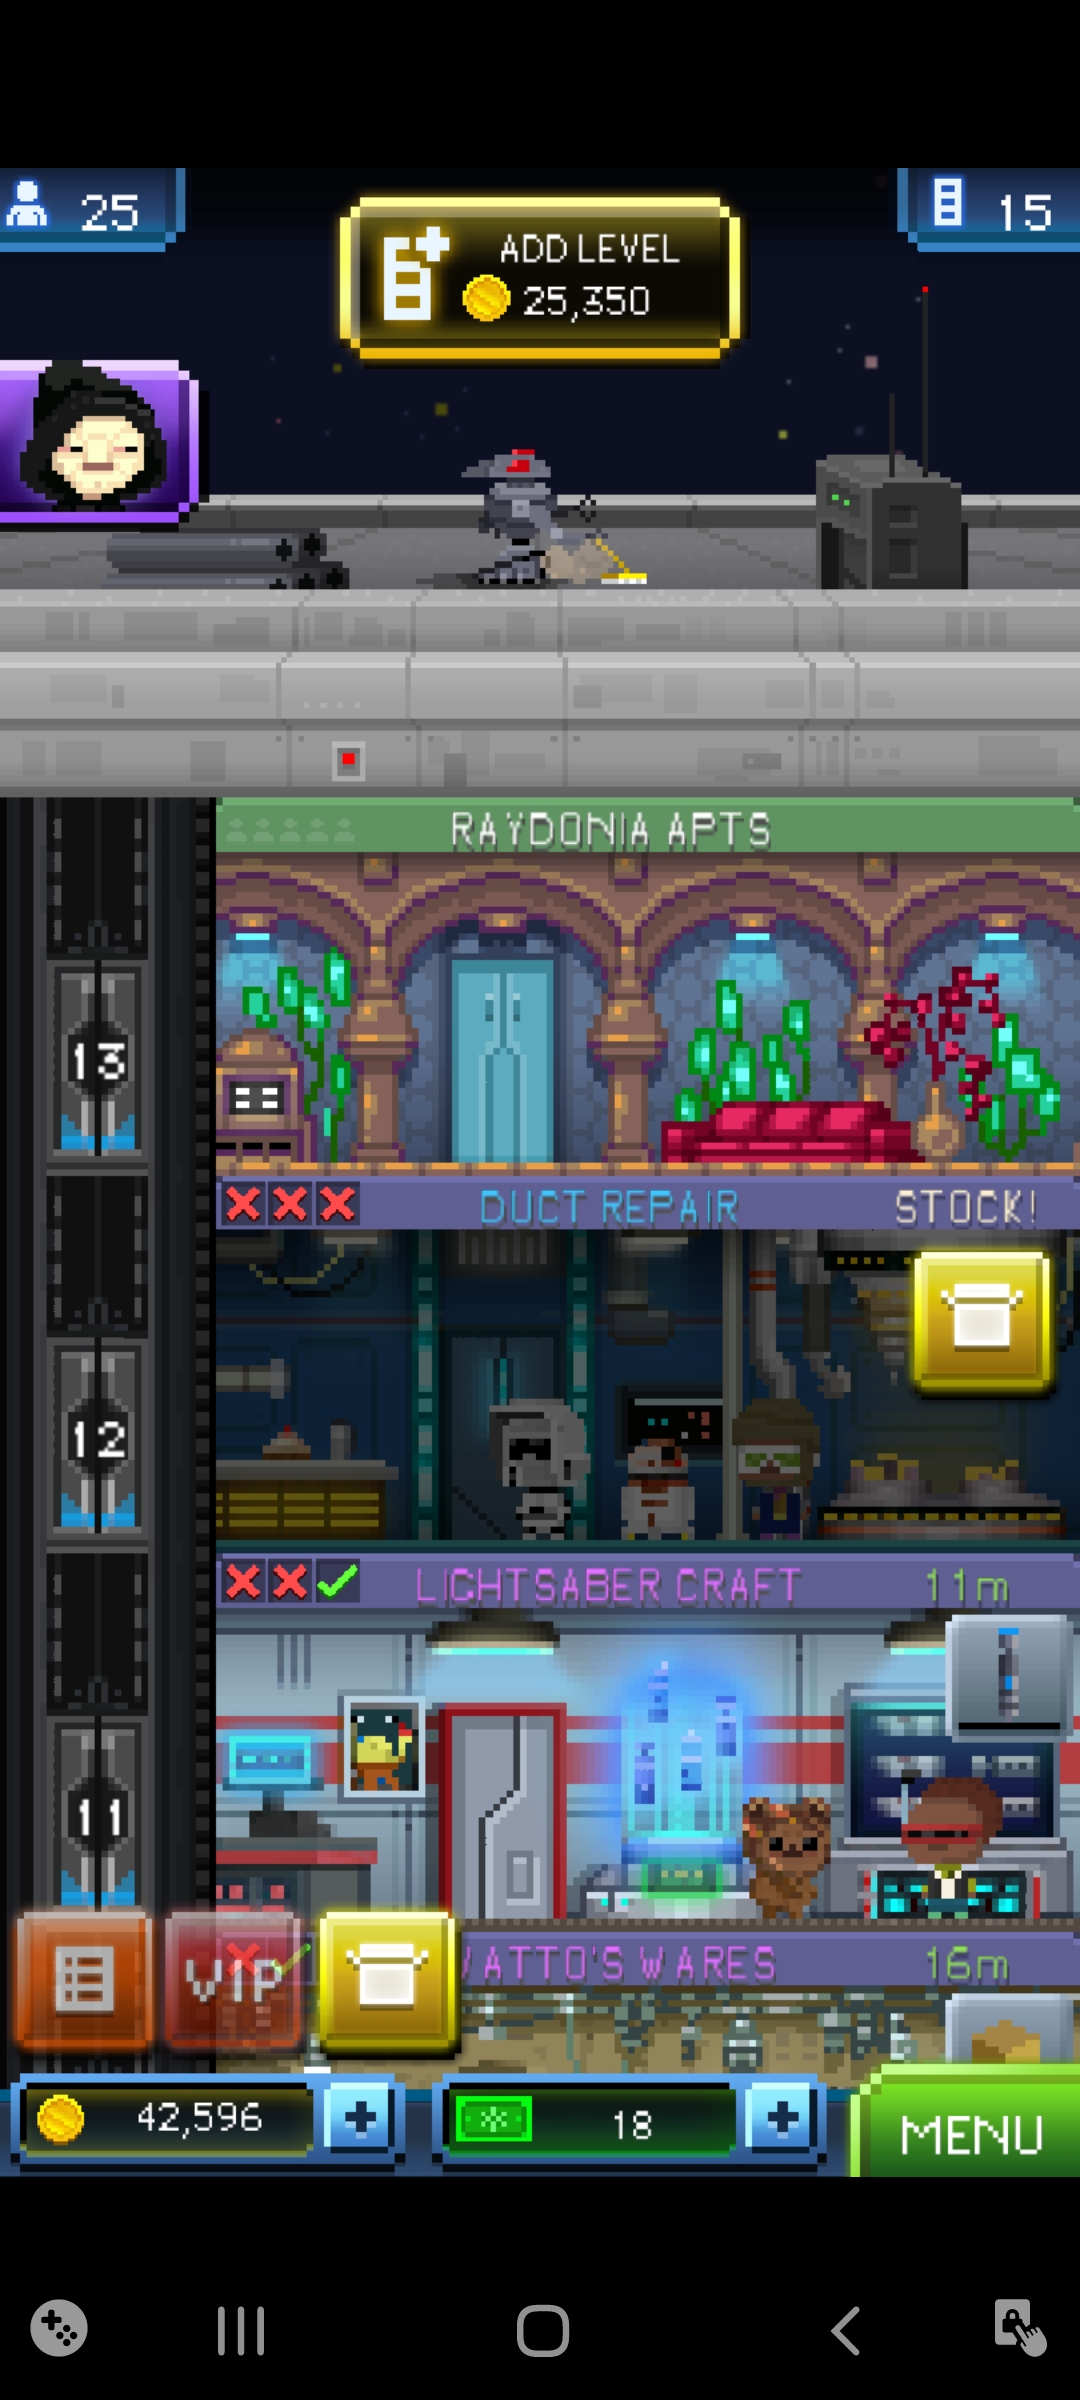 25
ADD LEVEL
25,350
15
RAYDONIA APTS
13
DUCT REPAIR
STOCK!
12
LIGHTSABER CRAFT
11m
11
VIP
WATTO'S WARES
16m
42,596
18
MENU